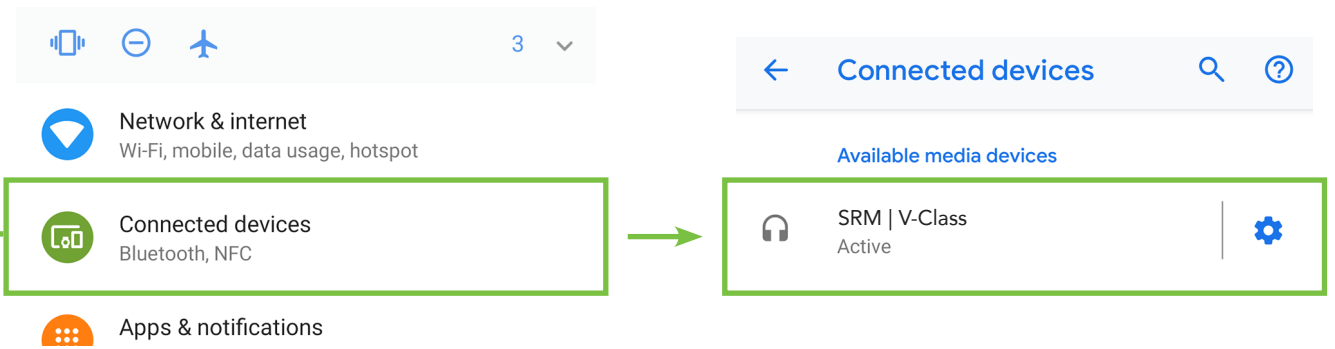 3
Network & internet
Wi-Fi, mobile, data usage, hotspot
Connected devices
Bluetooth, NFC
Apps & notifications
Connected devices
Available media devices
SRM | V-Class
Active